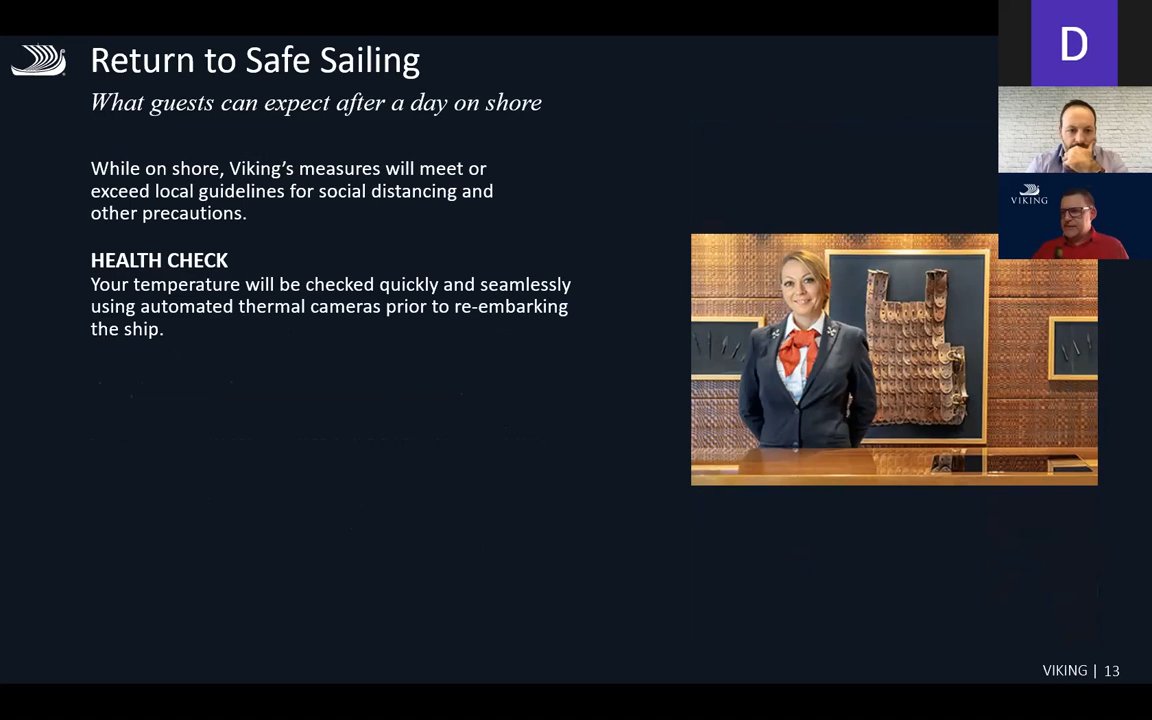 Return to Safe Sailing
What guests can expect after a day on shore
While on shore, Viking’s measures will meet or
exceed local guidelines for social distancing and
other precautions.
HEALTH CHECK
Your temperature will be checked quickly and seamlessly
using automated thermal cameras prior to re-embarking
the ship.
D
VIKING
VIKING | 13